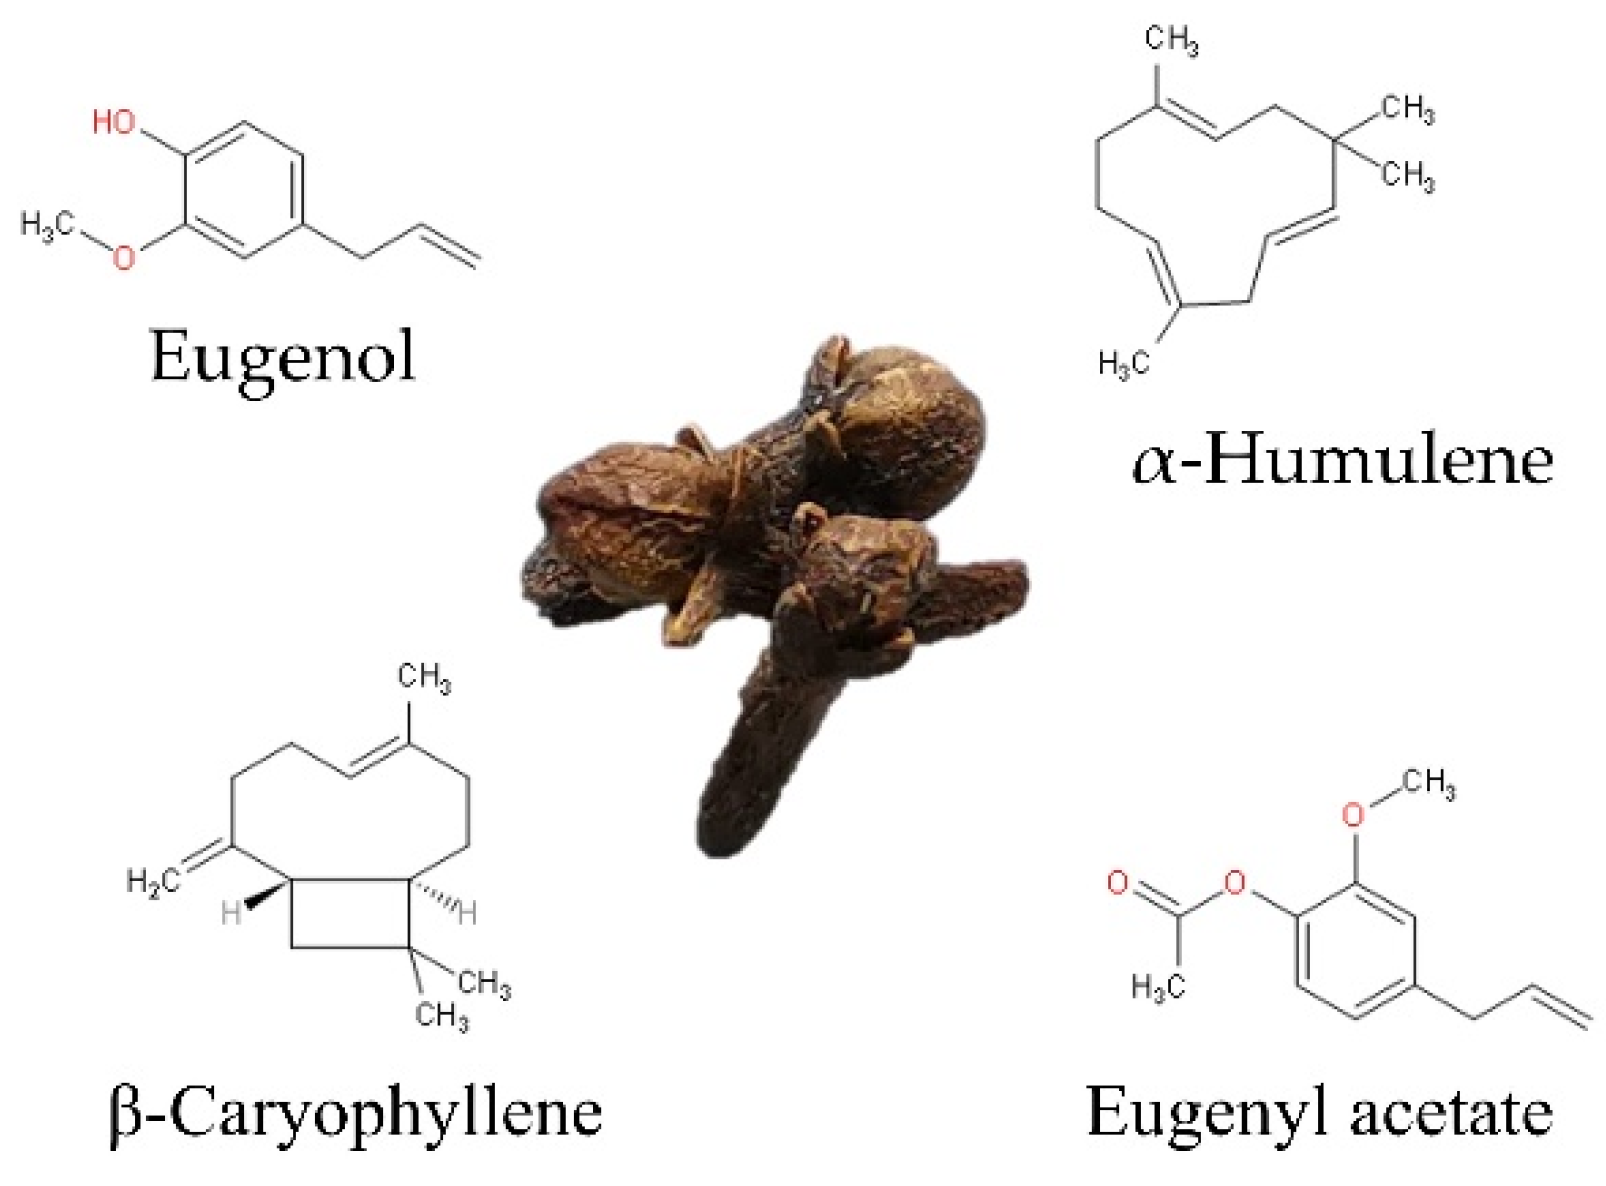 HO
H₃C
O
Eugenol
CH₃
CH₃
CH₃
H₃C
α-Humulene
CH₃
H₂C
H
H
CH₃
CH₃
β-Caryophyllene
CH₃
O
O
O
H₃C
Eugenyl acetate